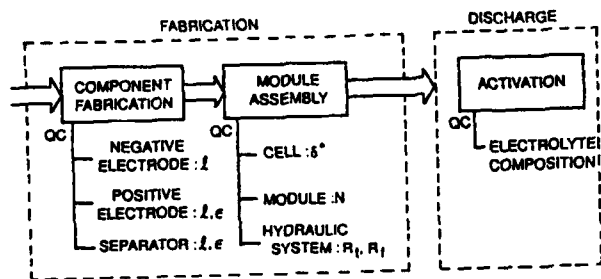 FABRICATION
DISCHARGE
COMPONENT
FABRICATION
MODULE
ASSEMBLY
ACTIVATION
QC
QC
QC
NEGATIVE
ELECTRODE : ℓ
POSITIVE
ELECTRODE : ℓ,ϵ
SEPARATOR : ℓ,ϵ
CELL : δ°
MODULE : N
HYDRAULIC
SYSTEM : Rt, Rf
ELECTROLYTE
COMPOSITION